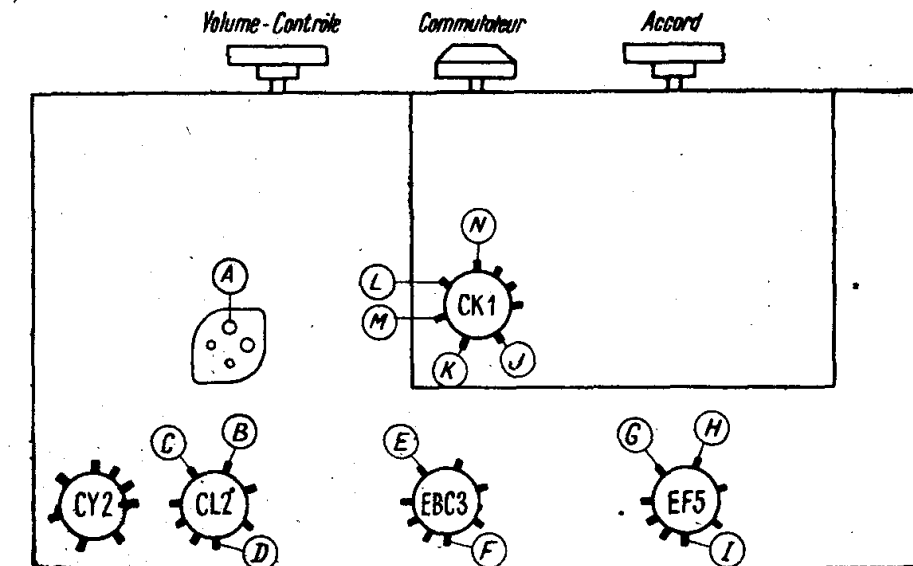 Volume-Contrôle Commutateur Accord
N
A L CK1
M
K J
C B E G H
CY2 CL2 EBC3 EF5
D F I